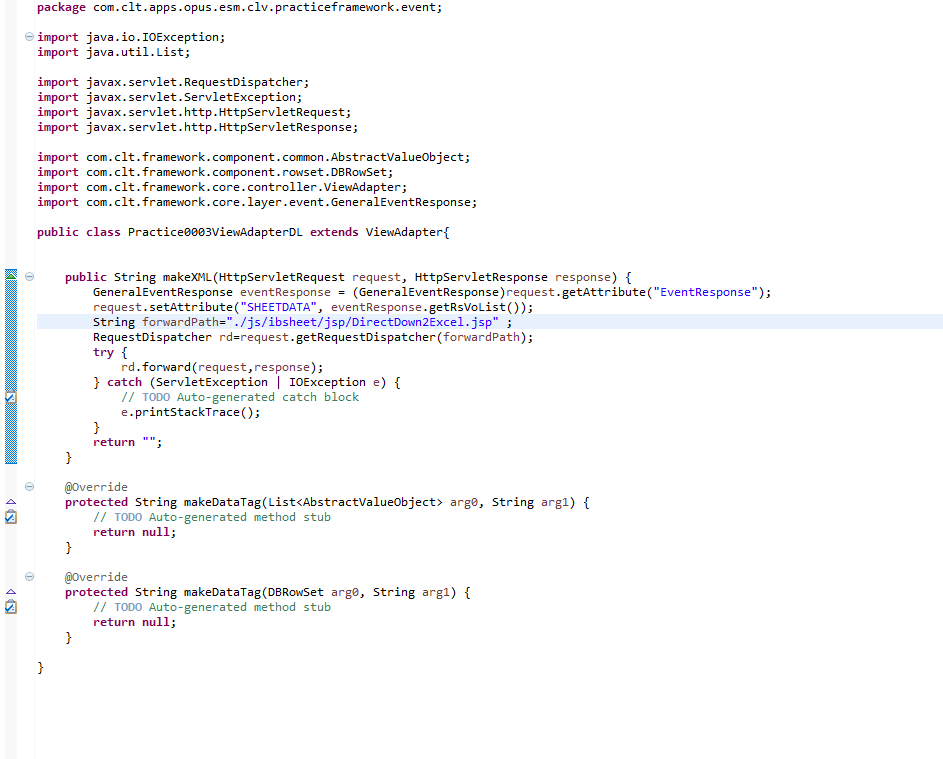 package com.clt.apps.opus.esm.clv.practiceframework.event;
import java.io.IOException;
import java.util.List;
import javax.servlet.RequestDispatcher;
import javax.servlet.ServletException;
import javax.servlet.http.HttpServletRequest;
import javax.servlet.http.HttpServletResponse;
import com.clt.framework.component.common.AbstractValueObject;
import com.clt.framework.component.rowset.DBRowSet;
import com.clt.framework.core.controller.ViewAdapter;
import com.clt.framework.core.layer.event.GeneralEventResponse;
public class Practice0003ViewAdapterDL extends ViewAdapter{
public String makeXML(HttpServletRequest request, HttpServletResponse response) {
GeneralEventResponse eventResponse = (GeneralEventResponse)request.getAttribute("EventResponse");
request.setAttribute("SHEETDATA", eventResponse.getRsVoList());
String forwardPath="./js/ibsheet/jsp/DirectDown2Excel.jsp" ;
RequestDispatcher rd=request.getRequestDispatcher(forwardPath);
try {
rd.forward(request,response);
} catch (ServletException | IOException e) {
// TODO Auto-generated catch block
e.printStackTrace();
}
return "";
}
@Override
protected String makeDataTag(List<AbstractValueObject> arg0, String arg1) {
// TODO Auto-generated method stub
return null;
}
@Override
protected String makeDataTag(DBRowSet arg0, String arg1) {
// TODO Auto-generated method stub
return null;
}
}